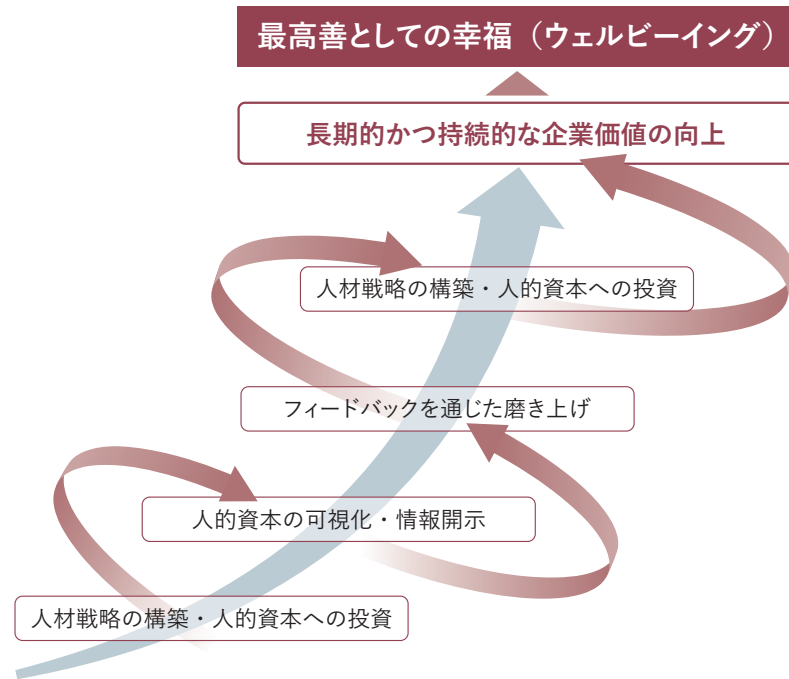 最高善としての幸福（ウェルビーイング）
長期的かつ持続的な企業価値の向上
人材戦略の構築・人的資本への投資
フィードバックを通じた磨き上げ
人的資本の可視化・情報開示
人材戦略の構築・人的資本への投資